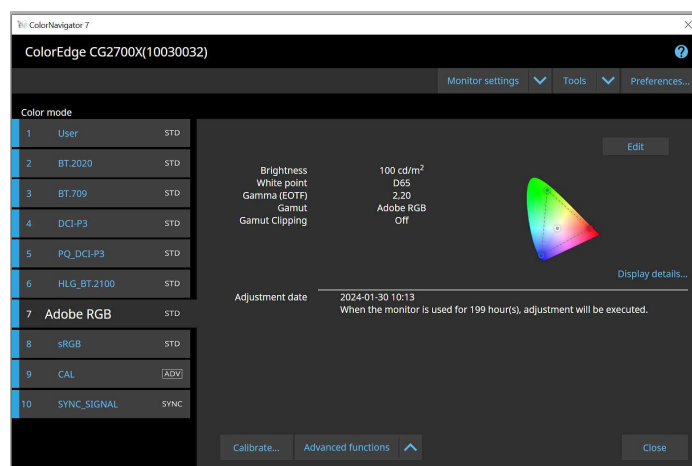 ColorNavigator 7
ColorEdge CG2700X(10030032)
Monitor settings Tools Preferences...
Color mode
1 User STD
2 BT.2020 STD
3 BT.709 STD
4 DCI-P3 STD
5 PQ_DCI-P3 STD
6 HLG_BT.2100 STD
7 Adobe RGB STD
8 sRGB STD
9 CAL ADV
10 SYNC_SIGNAL SYNC
Edit
Brightness 100 cd/m²
White point D65
Gamma (EOTF) 2,20
Gamut Adobe RGB
Gamut Clipping Off
Display details...
Adjustment date 2024-01-30 10:13
When the monitor is used for 199 hour(s), adjustment will be executed.
Calibrate... Advanced functions Close